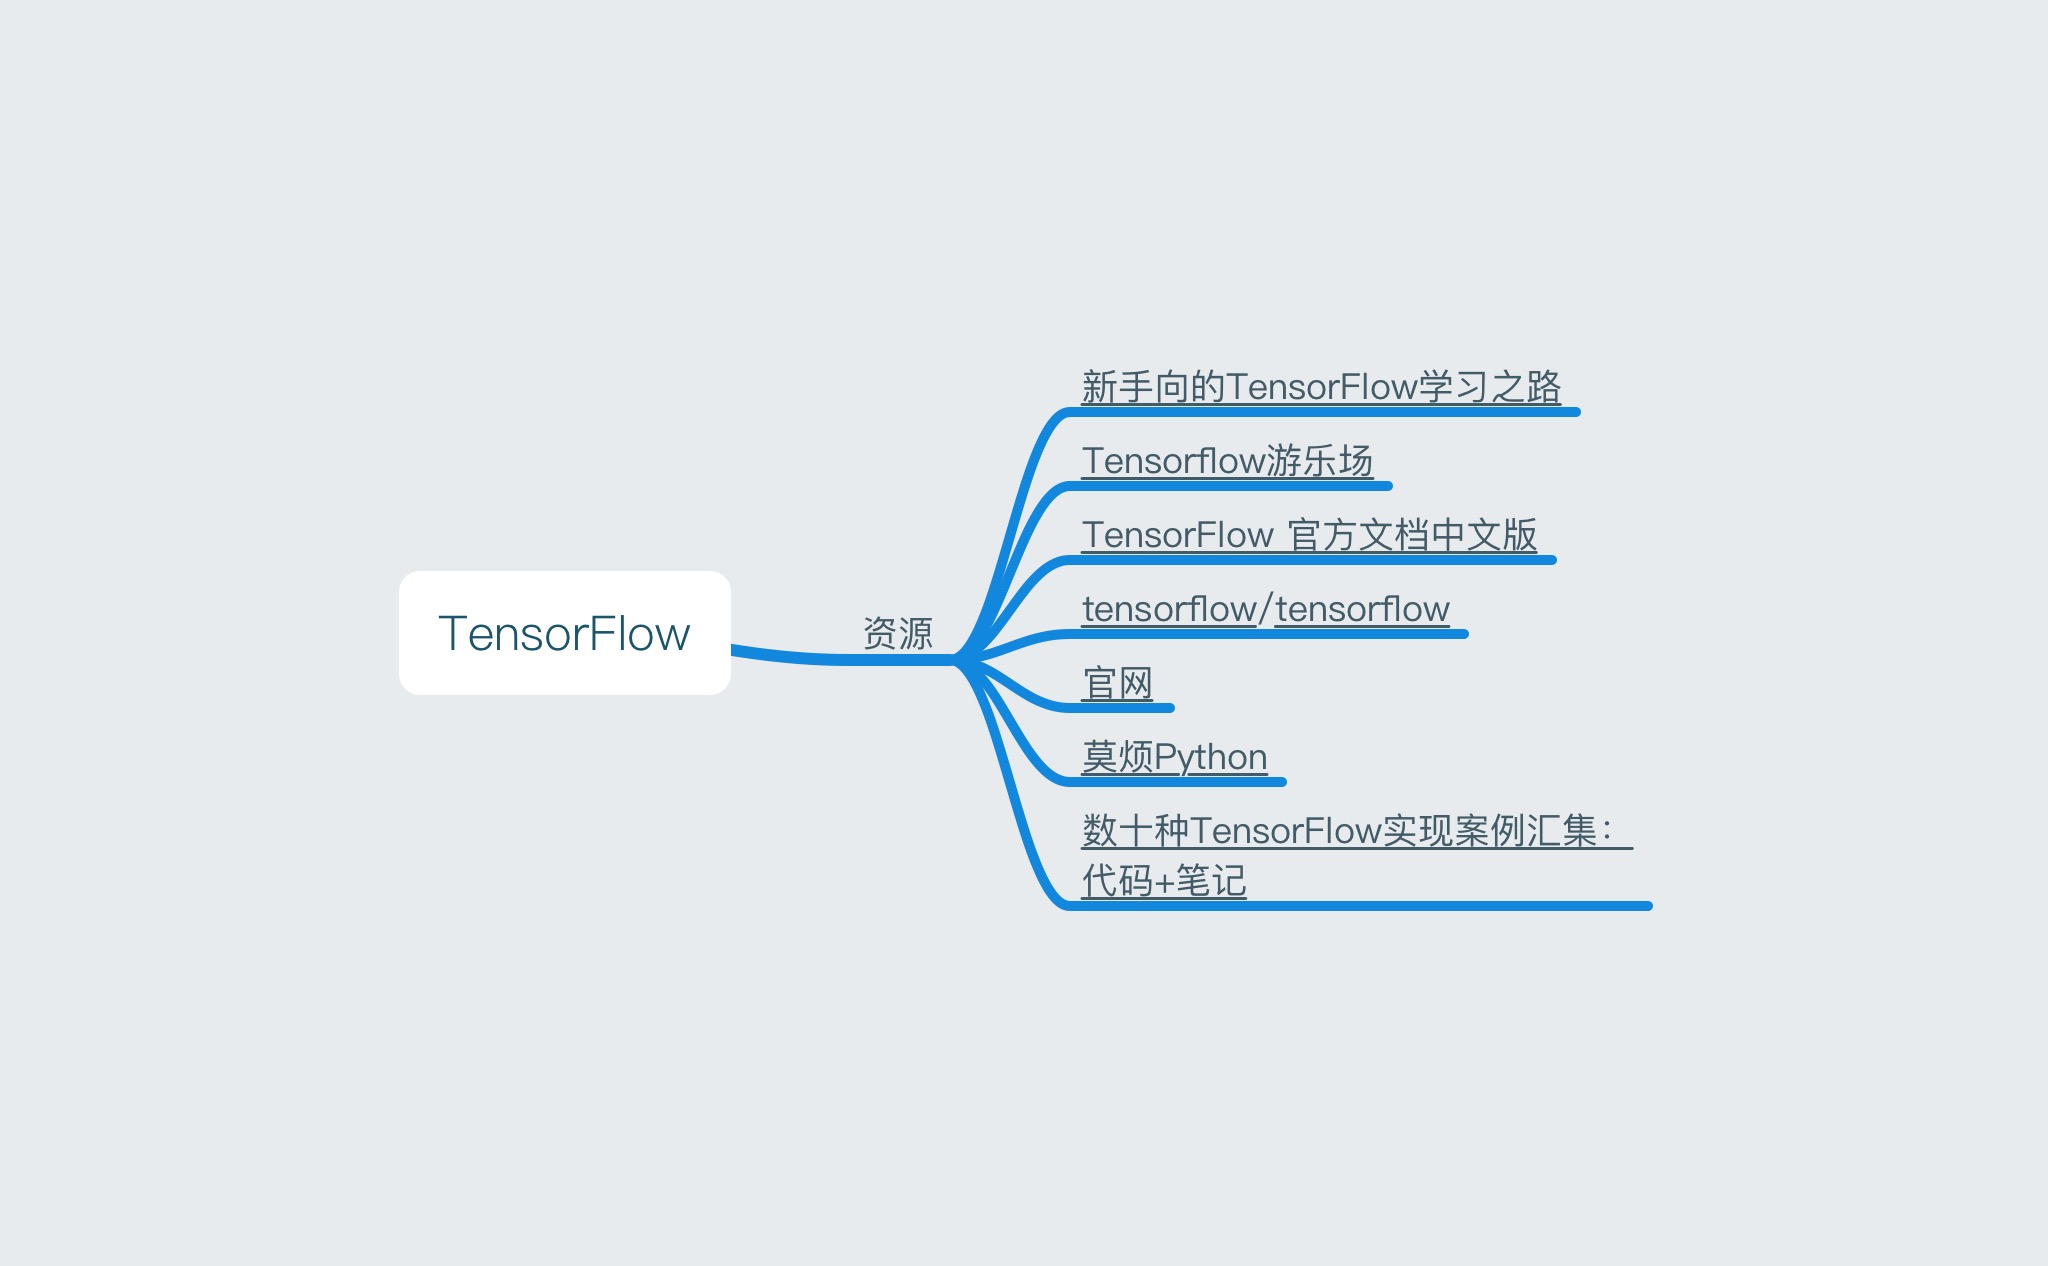 TensorFlow
资源
新手向的TensorFlow学习之路
Tensorflow游乐场
TensorFlow 官方文档中文版
tensorflow/tensorflow
官网
莫烦Python
数十种TensorFlow实现案例汇集：
代码+笔记